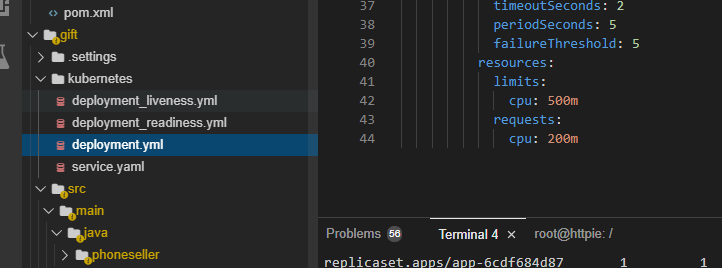 pom.xml
gift
.settings
kubernetes
deployment_liveness.yml
deployment_readiness.yml
deployment.yml
service.yaml
src
main
java
phoneseller
37 timeoutSeconds: 2
38 periodSeconds: 5
39 failureThreshold: 5
40 resources:
41 limits:
42 cpu: 500m
43 requests:
44 cpu: 200m
Problems 56 Terminal 4 × root@httpie: /
replicaset.apps/app-6cdf684d87 1 1